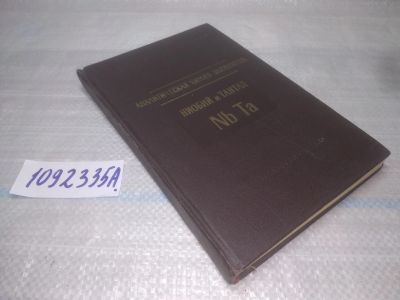 АНАЛИТИЧЕСКАЯ ХИМИЯ ЭЛЕМЕНТОВ
НИОБИЙ и ТАНТАЛ
Nb Ta
1092335А